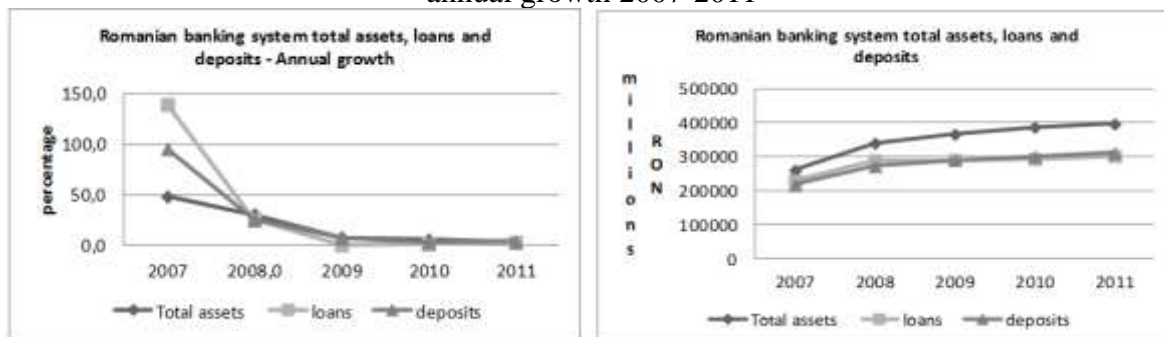 annual growth 2007-2011
Romanian banking system total assets, loans and
deposits - Annual growth
percentage
150,0
100,0
50,0
0,0
2007 2008,0 2009 2010 2011
Total assets loans deposits
Romanian banking system total assets, loans and
deposits
millions
RON
500000
400000
300000
200000
100000
0
2007 2008 2009 2010 2011
Total assets loans deposits